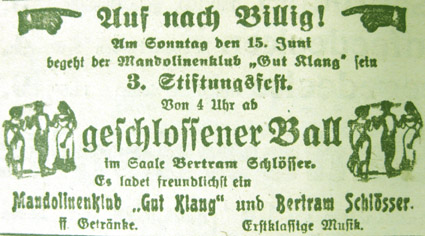 Auf nach Billig!
Am Sonntag den 15. Juni
begeht der Mandolinenklub „Gut Klang“ sein
3. Stiftungsfest.
Von 4 Uhr ab
geschlossener Ball
im Saale Bertram Schlösser.
Es ladet freundlichst ein
Mandolinenklub „Gut Klang“ und Bertram Schlösser.
ff. Getränke. Erstklassige Musik.